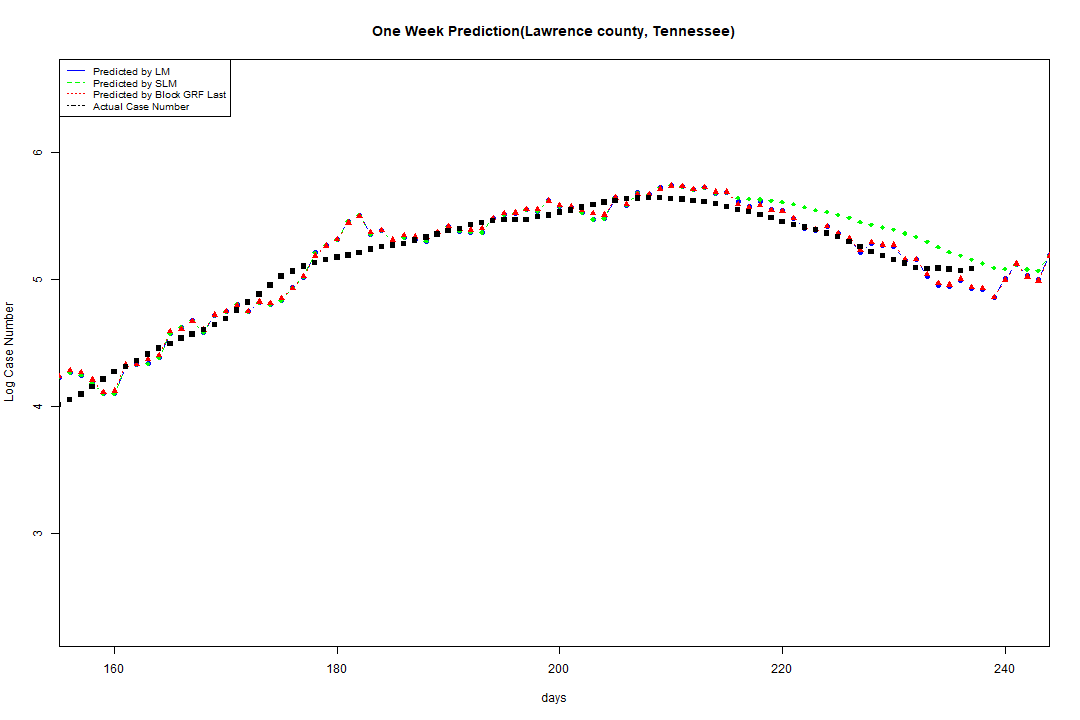 One Week Prediction(Lawrence county, Tennessee)
Predicted by LM
Predicted by SLM
Predicted by Block GRF Last
Actual Case Number
6
5
4
3
Log Case Number
160 180 200 220 240
days